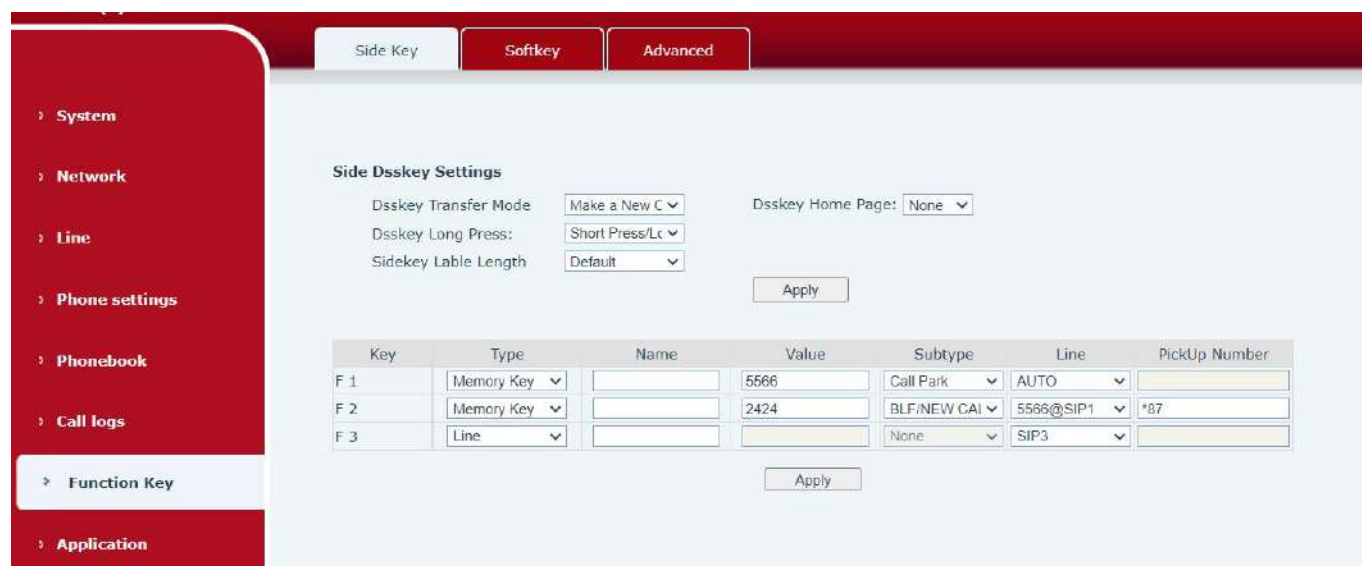 Side Key Softkey Advanced
System
Network
Line
Phone settings
Phonebook
Call logs
Function Key
Application
Side Dsskey Settings
Dsskey Transfer Mode Make a New C Dsskey Home Page: None
Dsskey Long Press: Short Press/Lc
Sidekey Lable Length Default
Apply
Key Type Name Value Subtype Line PickUp Number
F 1 Memory Key 5566 Call Park AUTO
F 2 Memory Key 2424 BLF/NEW CAL 5566@SIP1 *87
F 3 Line None SIP3
Apply